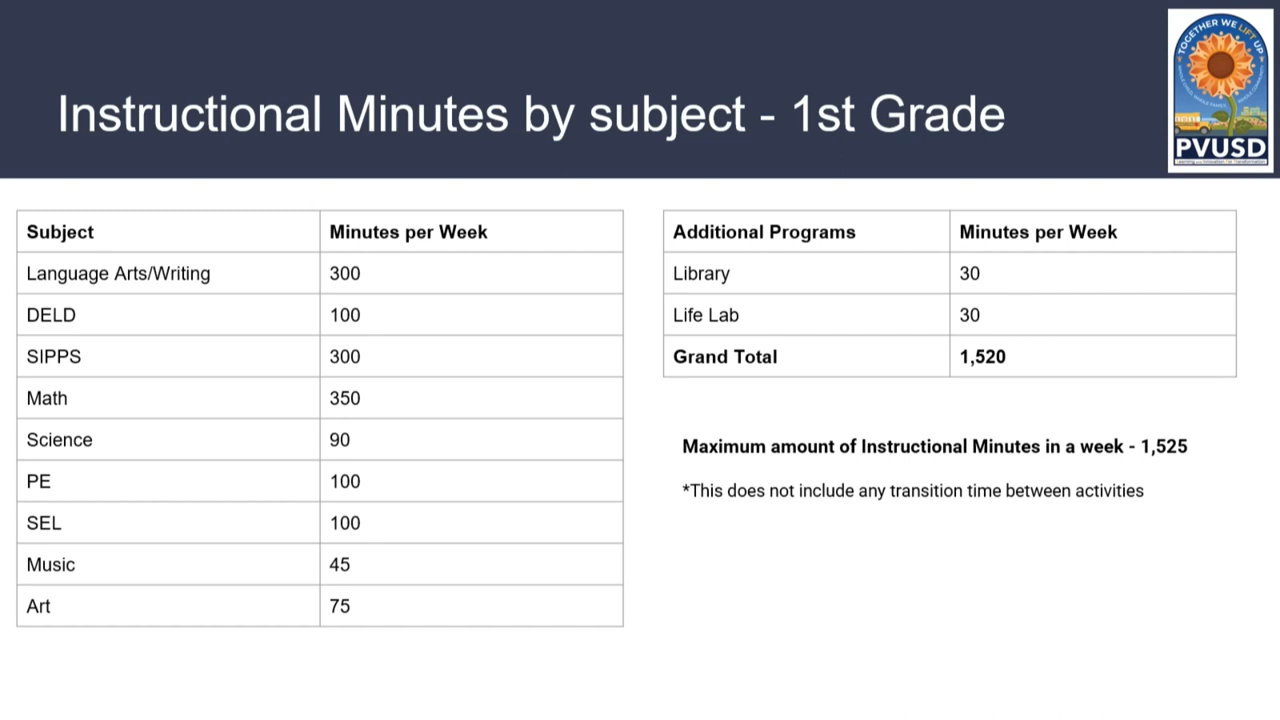 Instructional Minutes by subject - 1st Grade
TOGETHER WE LIFT UP
PVUSD
Subject Minutes per Week
Language Arts/Writing 300
DELD 100
SIPPS 300
Math 350
Science 90
PE 100
SEL 100
Music 45
Art 75
Additional Programs Minutes per Week
Library 30
Life Lab 30
Grand Total 1,520
Maximum amount of Instructional Minutes in a week - 1,525
*This does not include any transition time between activities